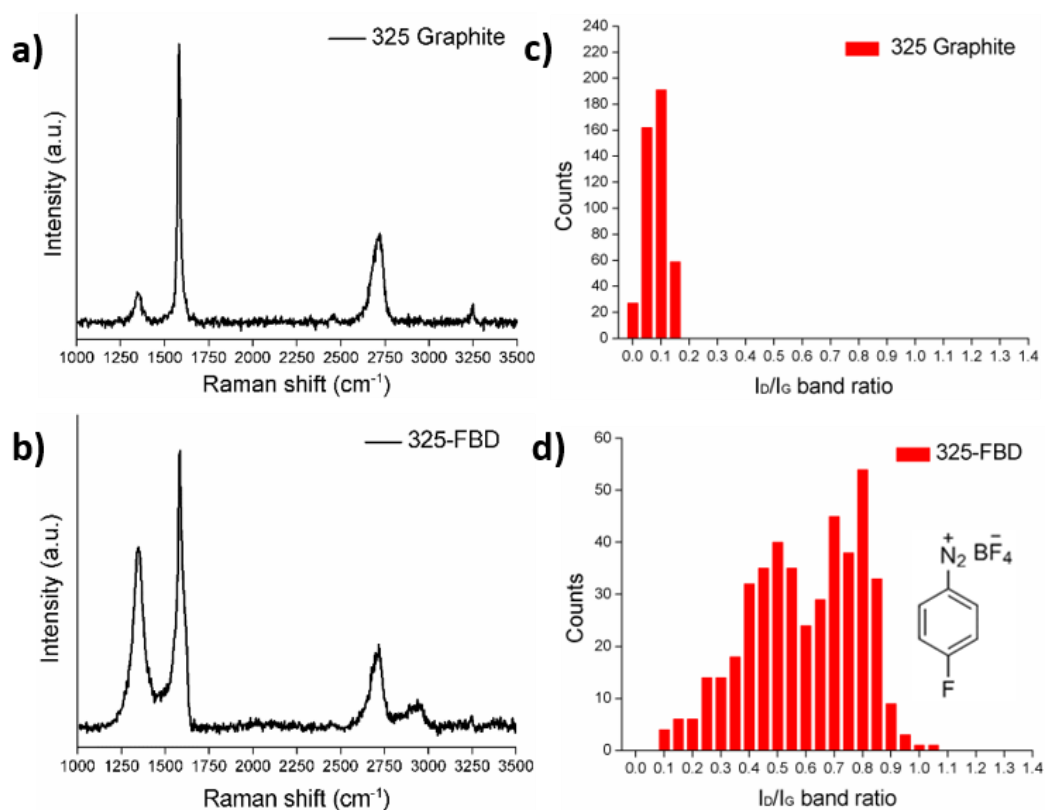 a)
325 Graphite
Intensity (a.u.)
1000 1250 1500 1750 2000 2250 2500 2750 3000 3250 3500
Raman shift (cm⁻¹)
c)
325 Graphite
Counts
240
220
200
180
160
140
120
100
80
60
40
20
0
0.0 0.1 0.2 0.3 0.4 0.5 0.6 0.7 0.8 0.9 1.0 1.1 1.2 1.3 1.4
I_D/I_G band ratio
b)
325-FBD
Intensity (a.u.)
1000 1250 1500 1750 2000 2250 2500 2750 3000 3250 3500
Raman shift (cm⁻¹)
d)
325-FBD
Counts
60
50
40
30
20
10
0
N₂⁺ BF₄⁻
F
0.0 0.1 0.2 0.3 0.4 0.5 0.6 0.7 0.8 0.9 1.0 1.1 1.2 1.3 1.4
I_D/I_G band ratio